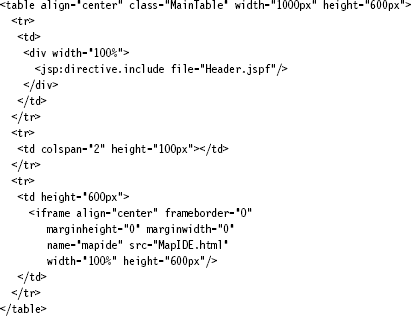 <table align="center" class="MainTable" width="1000px" height="600px">
<tr>
<td>
<div width="100%">
<jsp:directive.include file="Header.jspf"/>
</div>
</td>
</tr>
<tr>
<td colspan="2" height="100px"></td>
</tr>
<tr>
<td height="600px">
<iframe align="center" frameborder="0"
marginheight="0" marginwidth="0"
name="mapide" src="MapIDE.html"
width="100%" height="600px"/>
</td>
</tr>
</table>